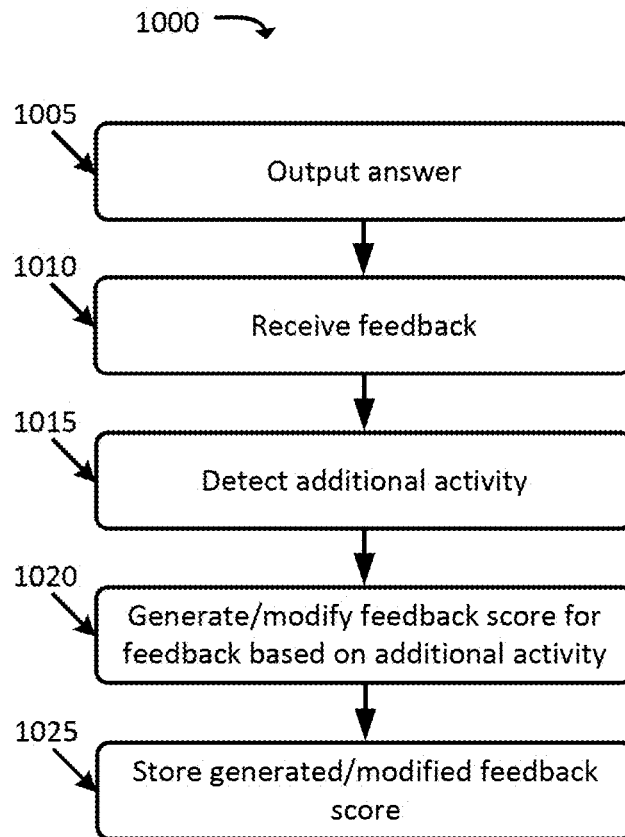 1000
1005
Output answer
1010
Receive feedback
1015
Detect additional activity
1020
Generate/modify feedback score for
feedback based on additional activity
1025
Store generated/modified feedback
score